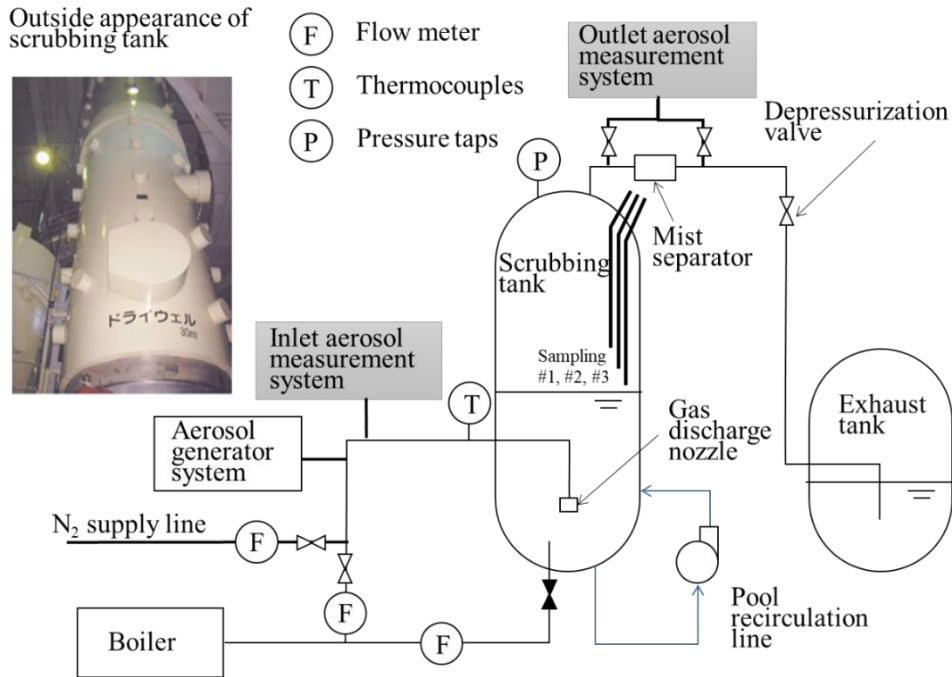 Outside appearance of
scrubbing tank
F Flow meter
T Thermocouples
P Pressure taps
Outlet aerosol
measurement
system
Depressurization
valve
P
Mist
separator
Scrubbing
tank
ドライウェル
30㎥
Inlet aerosol
measurement
system
Sampling
#1, #2, #3
T
Gas
discharge
nozzle
Exhaust
tank
Aerosol
generator
system
N₂ supply line
F
F
Boiler
F
Pool
recirculation
line